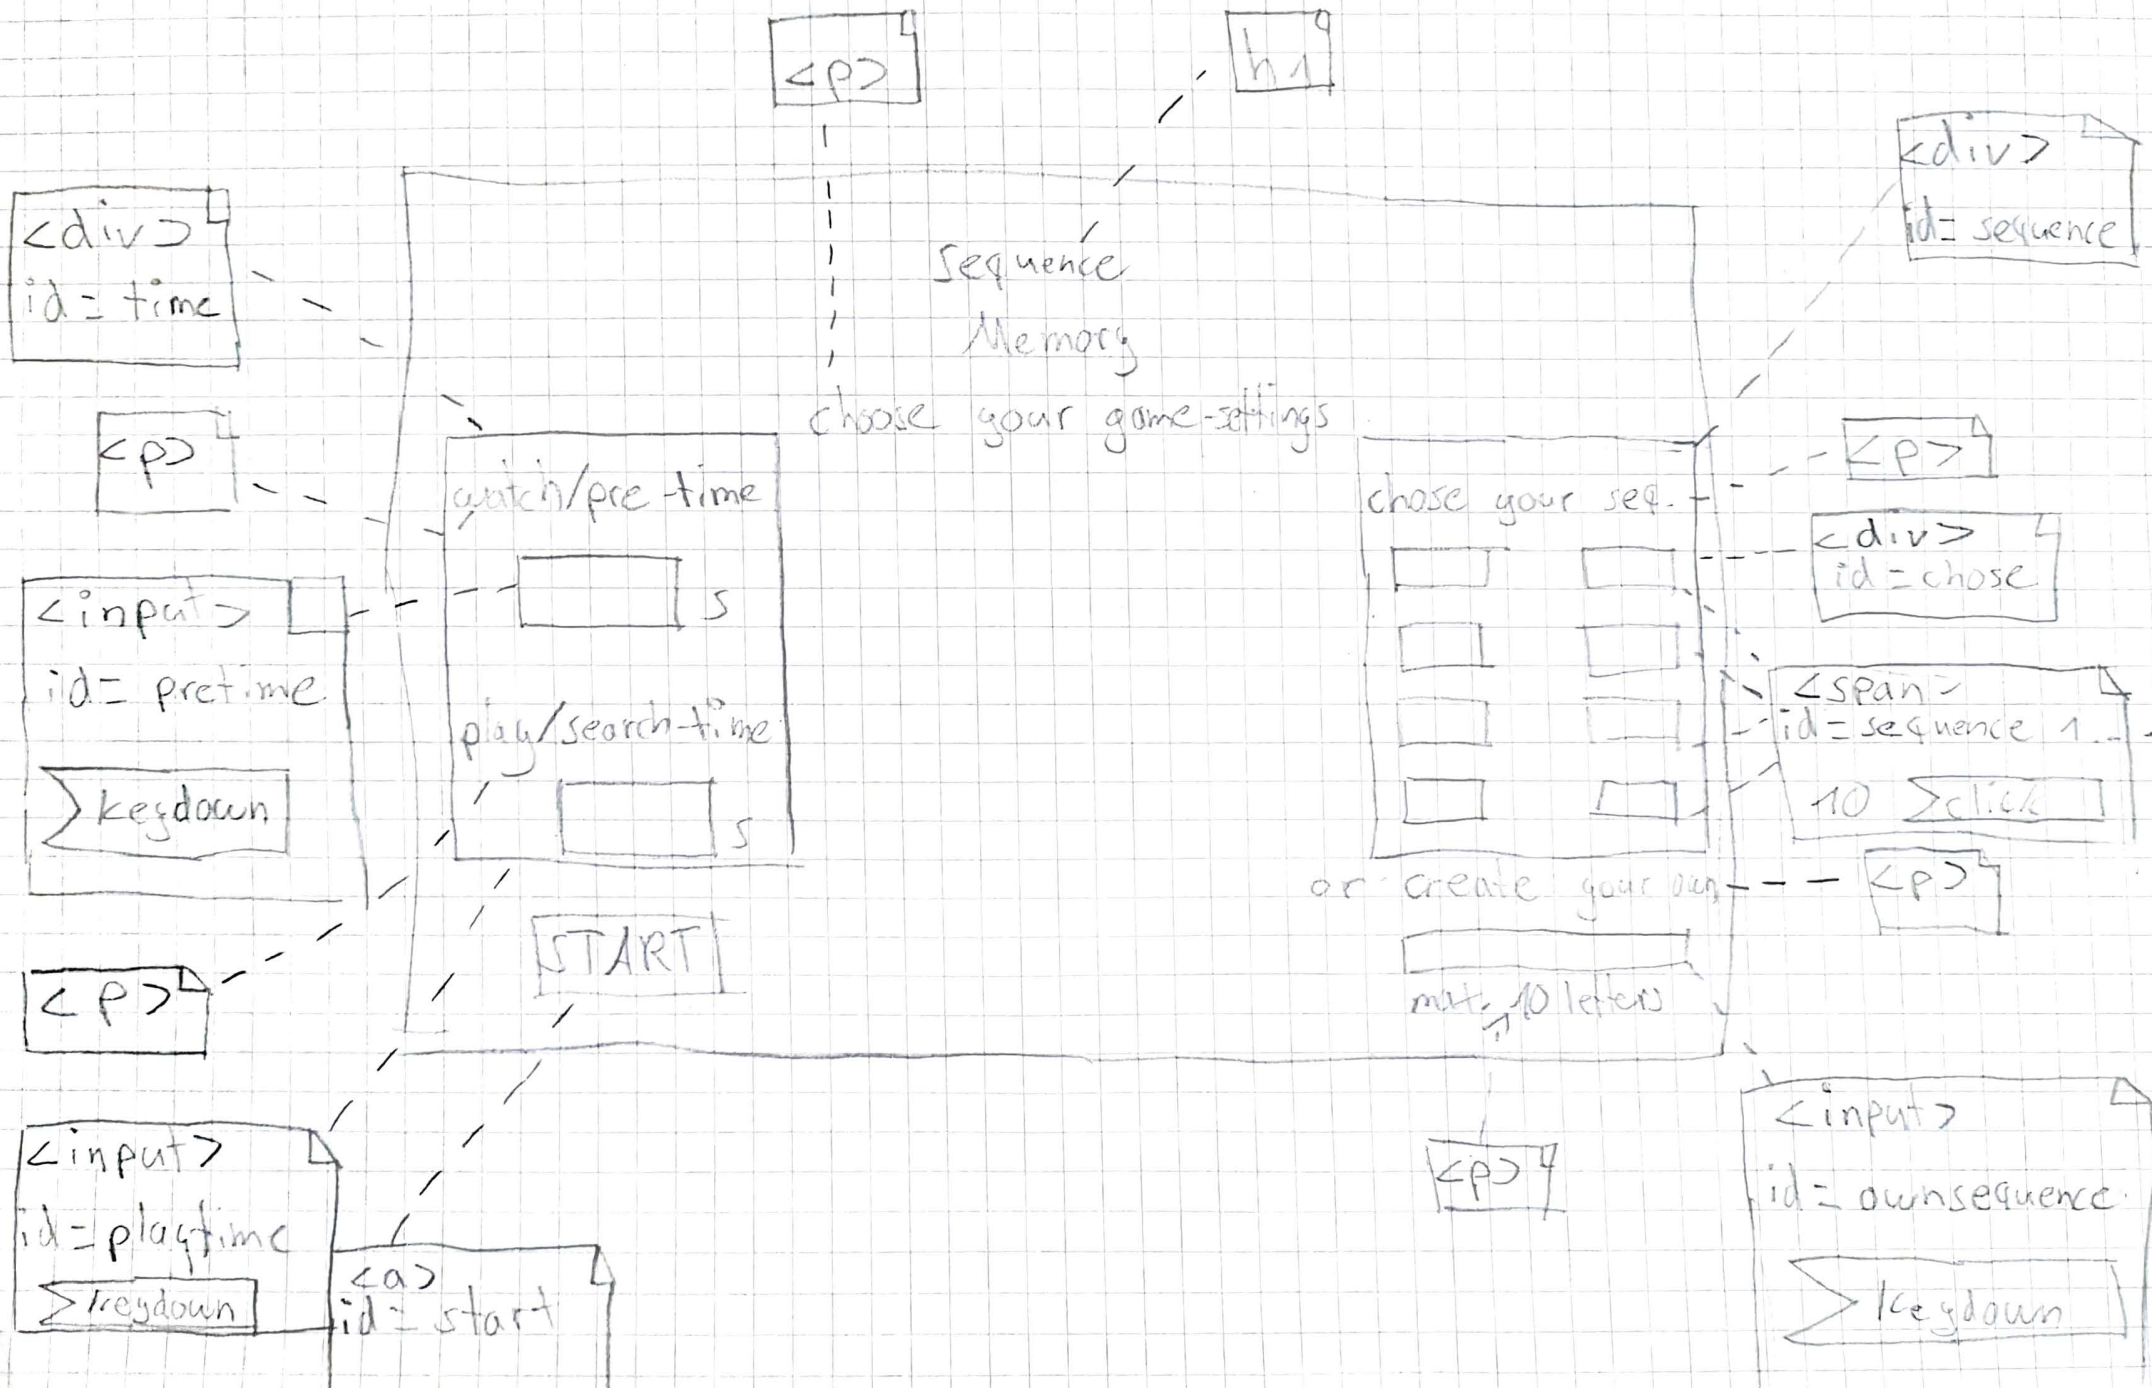 <p>
h1
<div>
id= sequence
<div>
id= time
Sequence
Memory
choose your game-settings
<p>
watch/pre-time
s
<input>
id= pretime
keydown
play/search-time
s
<p>
START
<input>
id=playtime
keydown
<a>
id= start
chose your seq.
<p>
<div>
id=chose
<span>
id=sequence 1...
10 click
or create your own
<p>
max. 10 letters
<p>
<input>
id= ownsequence
keydown